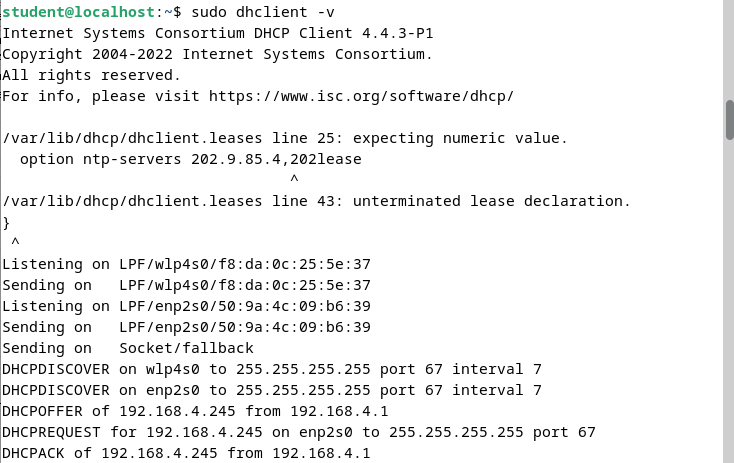 student@localhost:~$ sudo dhclient -v
Internet Systems Consortium DHCP Client 4.4.3-P1
Copyright 2004-2022 Internet Systems Consortium.
All rights reserved.
For info, please visit https://www.isc.org/software/dhcp/
/var/lib/dhcp/dhclient.leases line 25: expecting numeric value.
  option ntp-servers 202.9.85.4,202lease
                                ^
/var/lib/dhcp/dhclient.leases line 43: unterminated lease declaration.
}
 ^
Listening on LPF/wlp4s0/f8:da:0c:25:5e:37
Sending on   LPF/wlp4s0/f8:da:0c:25:5e:37
Listening on LPF/enp2s0/50:9a:4c:09:b6:39
Sending on   LPF/enp2s0/50:9a:4c:09:b6:39
Sending on   Socket/fallback
DHCPDISCOVER on wlp4s0 to 255.255.255.255 port 67 interval 7
DHCPDISCOVER on enp2s0 to 255.255.255.255 port 67 interval 7
DHCPOFFER of 192.168.4.245 from 192.168.4.1
DHCPREQUEST for 192.168.4.245 on enp2s0 to 255.255.255.255 port 67
DHCPACK of 192.168.4.245 from 192.168.4.1